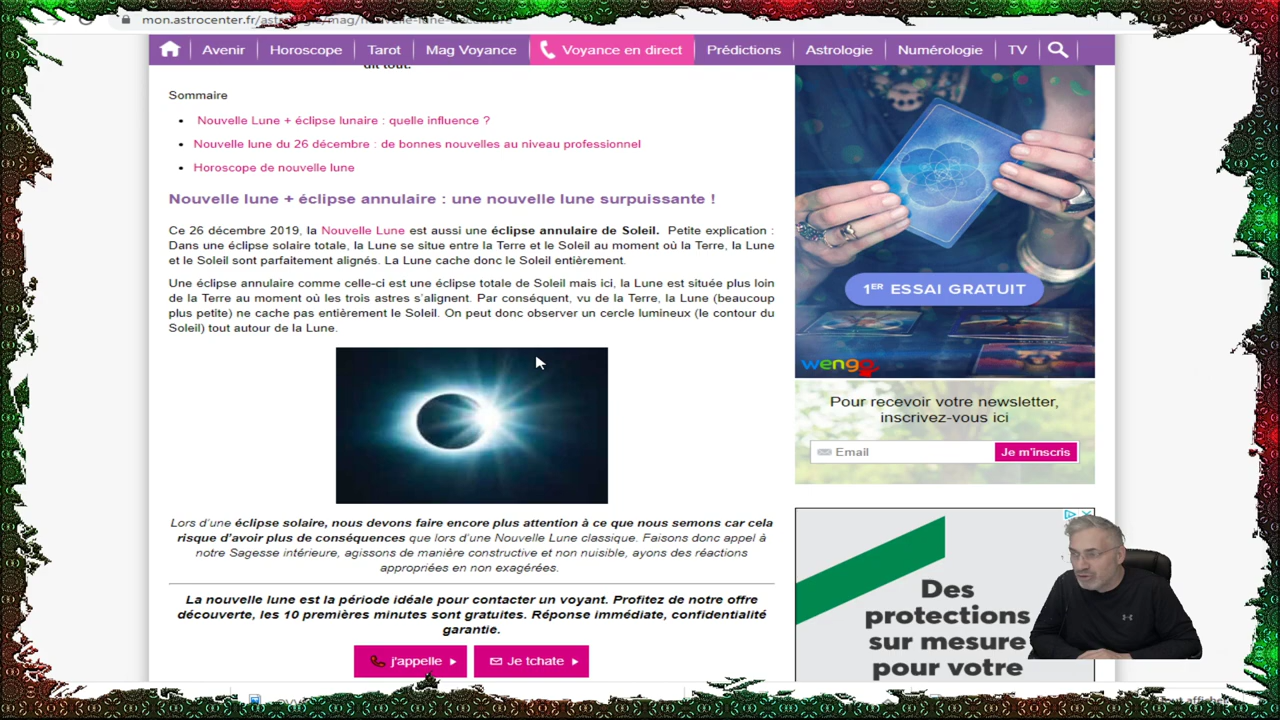 mon.astrocenter.fr/astrologie/mag/nouvelle-lune-decembre
Avenir
Horoscope
Tarot
Mag Voyance
Voyance en direct
Prédictions
Astrologie
Numérologie
TV
dit tout.
Sommaire
Nouvelle Lune + éclipse lunaire : quelle influence ?
Nouvelle lune du 26 décembre : de bonnes nouvelles au niveau professionnel
Horoscope de nouvelle lune
Nouvelle lune + éclipse annulaire : une nouvelle lune surpuissante !
Ce 26 décembre 2019, la Nouvelle Lune est aussi une éclipse annulaire de Soleil. Petite explication :
Dans une éclipse solaire totale, la Lune se situe entre la Terre et le Soleil au moment où la Terre, la Lune
et le Soleil sont parfaitement alignés. La Lune cache donc le Soleil entièrement.
Une éclipse annulaire comme celle-ci est une éclipse totale de Soleil mais ici, la Lune est située plus loin
de la Terre au moment où les trois astres s'alignent. Par conséquent, vu de la Terre, la Lune (beaucoup
plus petite) ne cache pas entièrement le Soleil. On peut donc observer un cercle lumineux (le contour du
Soleil) tout autour de la Lune.
Lors d'une éclipse solaire, nous devons faire encore plus attention à ce que nous semons car cela
risque d'avoir plus de conséquences que lors d'une Nouvelle Lune classique. Faisons donc appel à
notre Sagesse intérieure, agissons de manière constructive et non nuisible, ayons des réactions
appropriées en non exagérées.
La nouvelle lune est la période idéale pour contacter un voyant. Profitez de notre offre
découverte, les 10 premières minutes sont gratuites. Réponse immédiate, confidentialité
garantie.
j'appelle
Je tchate
1ER ESSAI GRATUIT
wengo
Pour recevoir votre newsletter,
inscrivez-vous ici
Email
Je m'inscris
Des
protections
sur mesure
pour votre